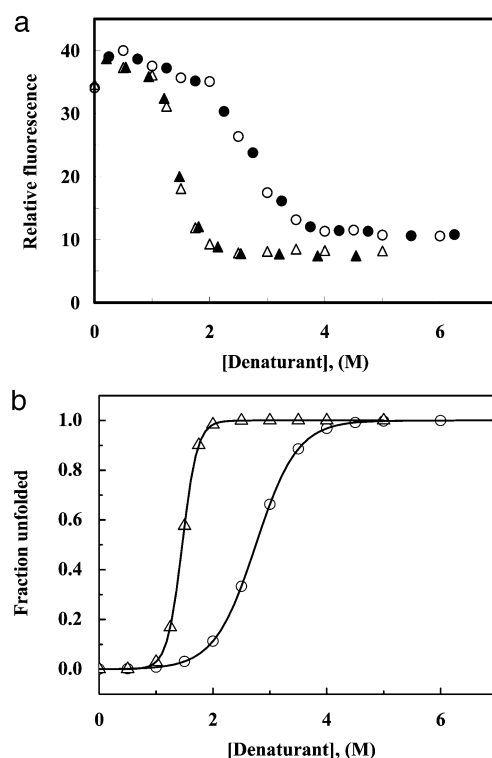 a
40
30
20
10
0
Relative fluorescence
0 2 4 6
[Denaturant], (M)
b
1.0
0.8
0.6
0.4
0.2
0.0
Fraction unfolded
0 2 4 6
[Denaturant], (M)